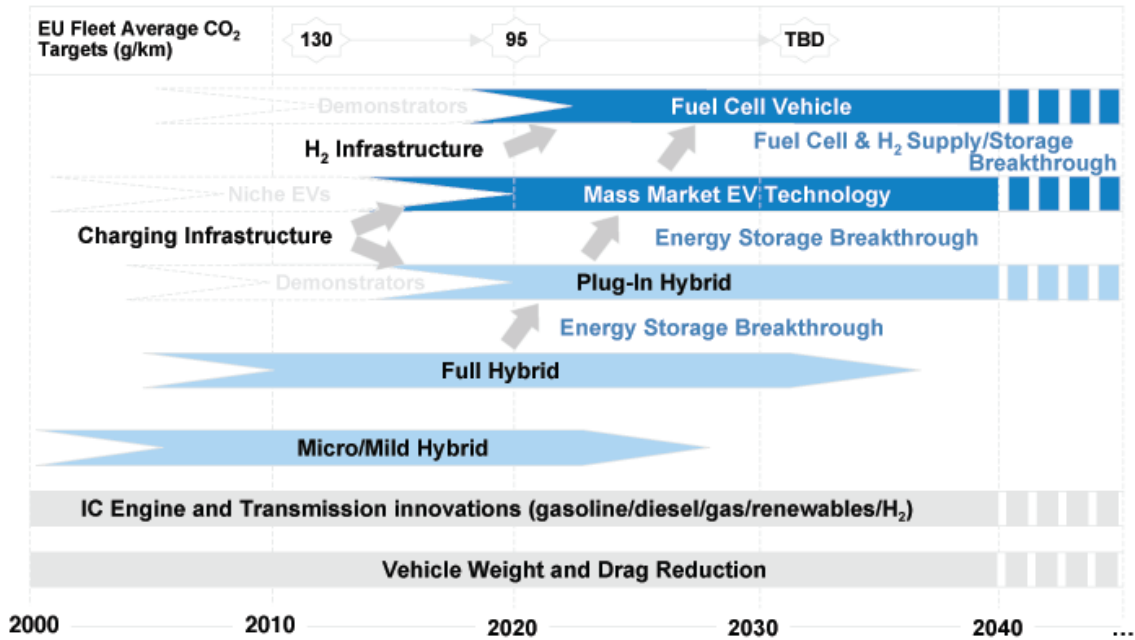 EU Fleet Average CO₂
Targets (g/km)
130
95
TBD
Demonstrators
Fuel Cell Vehicle
H₂ Infrastructure
Fuel Cell & H₂ Supply/Storage
Breakthrough
Niche EVs
Mass Market EV Technology
Charging Infrastructure
Energy Storage Breakthrough
Demonstrators
Plug-In Hybrid
Energy Storage Breakthrough
Full Hybrid
Micro/Mild Hybrid
IC Engine and Transmission innovations (gasoline/diesel/gas/renewables/H₂)
Vehicle Weight and Drag Reduction
2000
2010
2020
2030
2040
...